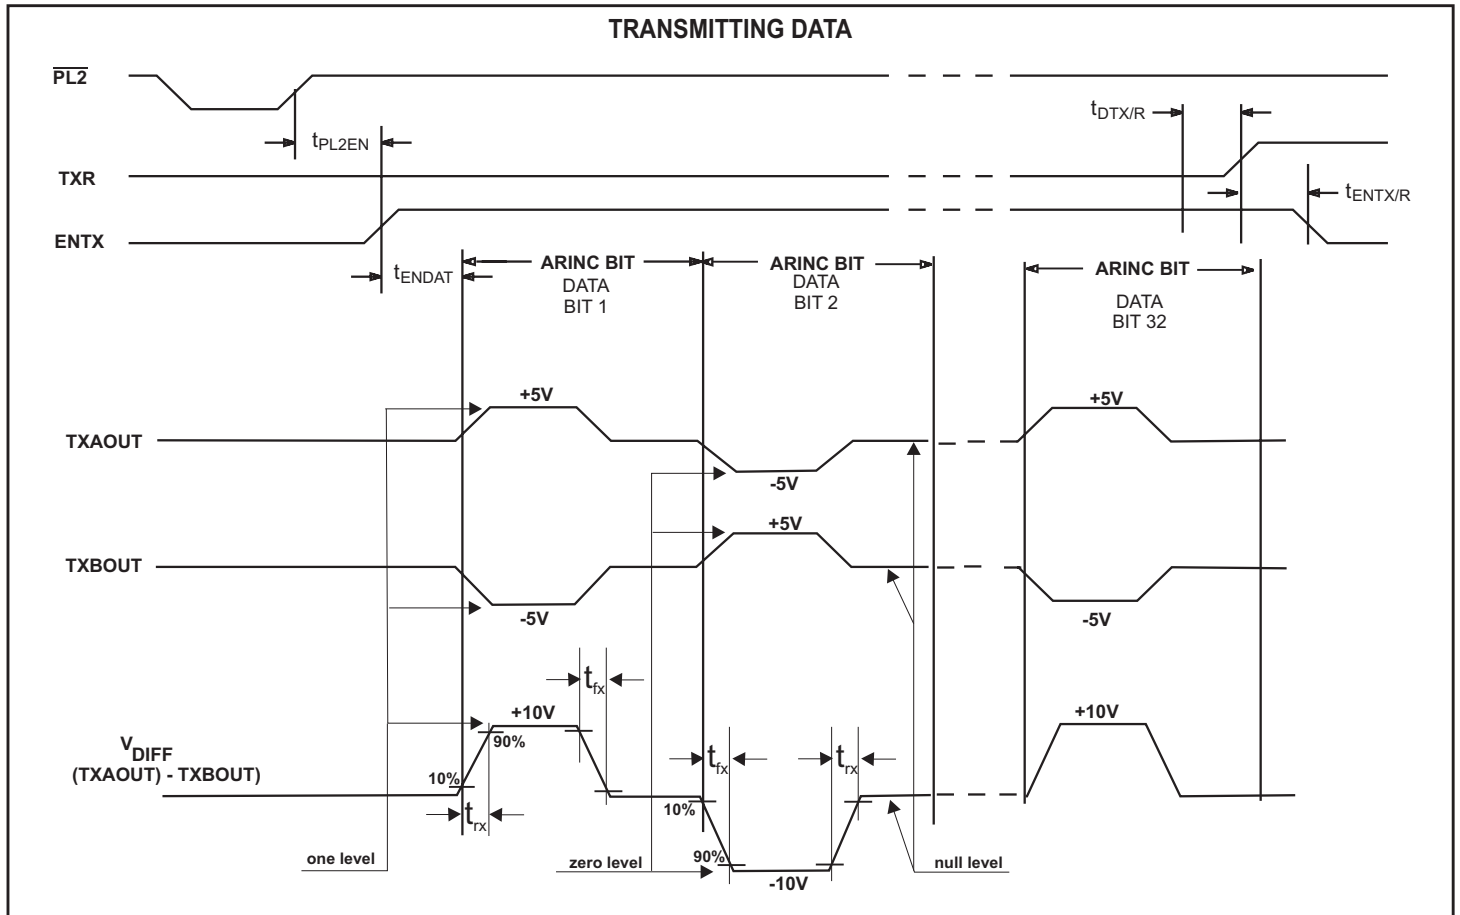 TRANSMITTING DATA
PL2
tDTX/R
tPL2EN
TXR
tENTX/R
ENTX
tENDAT
ARINC BIT
DATA
BIT 1
ARINC BIT
DATA
BIT 2
ARINC BIT
DATA
BIT 32
+5V
+5V
TXAOUT
-5V
+5V
TXBOUT
-5V
-5V
tfx
+10V
+10V
VDIFF
(TXAOUT) - TXBOUT)
90%
tfx
trx
10%
10%
trx
90%
one level
zero level
null level
-10V